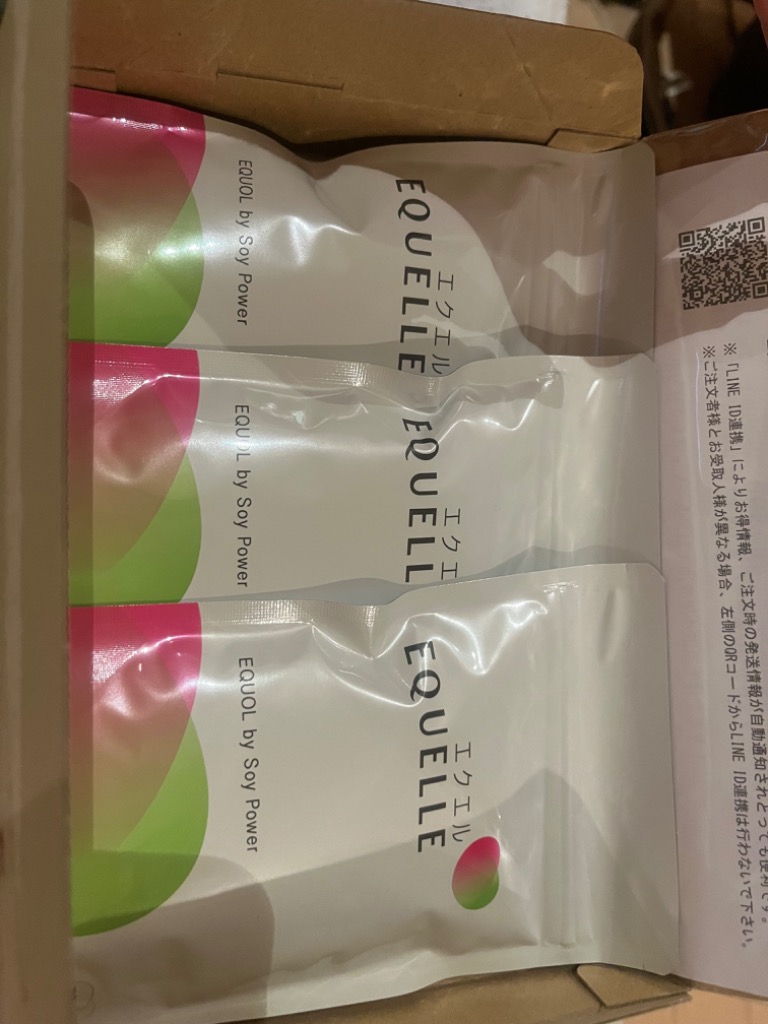 EQUELLE
エクエル
EQUOL by Soy Power
EQUELLE
エクエ
EQUOL by Soy Power
EQUELLE
エクエル
EQUOL by Soy Power
※「LINE ID連携」によりお得情報、ご注文時の発送情報が自動通知されとっても便利です。
※ご注文者様とお受取人様が異なる場合、左側のQRコードからLINE ID連携は行わないで下さい。